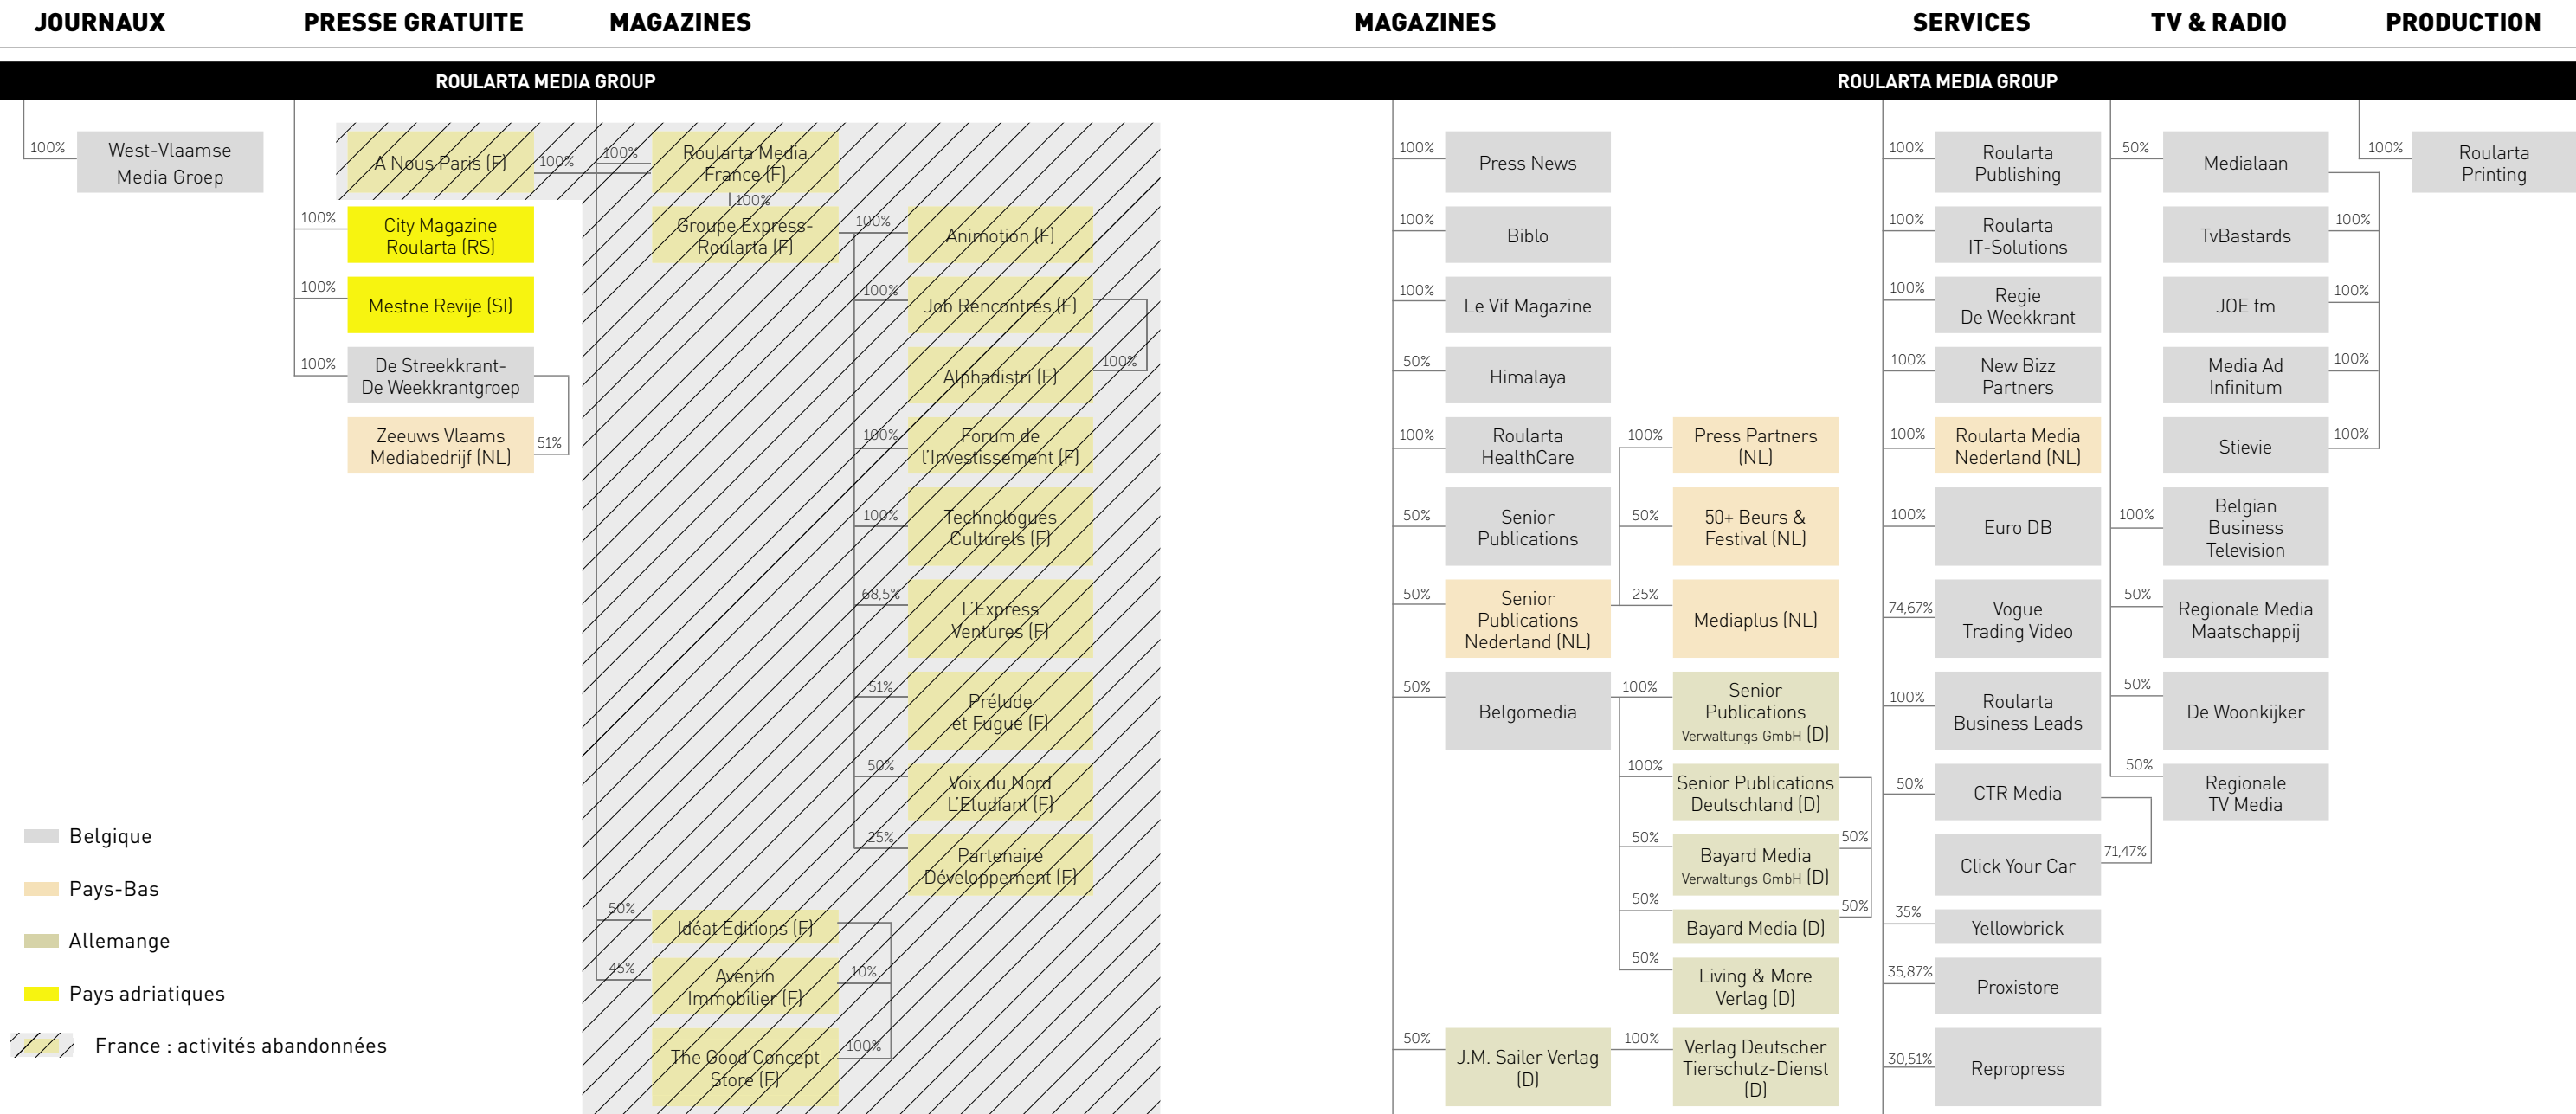 JOURNAUX
PRESSE GRATUITE
MAGAZINES
MAGAZINES
SERVICES
TV & RADIO
PRODUCTION
ROULARTA MEDIA GROUP
ROULARTA MEDIA GROUP
100%
West-Vlaamse
Media Groep
A Nous Paris (F)
100%
100%
City Magazine
Roularta (RS)
100%
Mestne Revije (SI)
100%
De Streekkrant-
De Weekkrantgroep
Zeeuws Vlaams
Mediabedrijf (NL)
51%
100%
Roularta Media
France (F)
100%
Groupe Express-
Roularta (F)
100%
Animotion (F)
100%
Job Rencontres (F)
Alphadistri (F)
100%
100%
Forum de
l'Investissement (F)
100%
Technologues
Culturels (F)
68,5%
L'Express
Ventures (F)
51%
Prélude
et Fugue (F)
50%
Voix du Nord
L'Etudiant (F)
25%
Partenaire
Développement (F)
50%
Idéat Editions (F)
45%
Aventin
Immobilier (F)
10%
The Good Concept
Store (F)
100%
Belgique
Pays-Bas
Allemange
Pays adriatiques
France : activités abandonnées
100%
Press News
100%
Biblo
100%
Le Vif Magazine
50%
Himalaya
100%
Roularta
HealthCare
50%
Senior
Publications
50%
Senior
Publications
Nederland (NL)
100%
Press Partners
(NL)
50%
50+ Beurs &
Festival (NL)
25%
Mediaplus (NL)
50%
Belgomedia
100%
Senior
Publications
Verwaltungs GmbH (D)
100%
Senior Publications
Deutschland (D)
50%
Bayard Media
Verwaltungs GmbH (D)
50%
50%
Bayard Media (D)
50%
50%
Living & More
Verlag (D)
50%
J.M. Sailer Verlag
(D)
100%
Verlag Deutscher
Tierschutz-Dienst
(D)
100%
Roularta
Publishing
100%
Roularta
IT-Solutions
100%
Regie
De Weekkrant
100%
New Bizz
Partners
100%
Roularta Media
Nederland (NL)
100%
Euro DB
74,67%
Vogue
Trading Video
100%
Roularta
Business Leads
50%
CTR Media
Click Your Car
71,47%
35%
Yellowbrick
35,87%
Proxistore
30,51%
Repropress
50%
Medialaan
TvBastards
100%
JOE fm
100%
Media Ad
Infinitum
100%
Stievie
100%
100%
Belgian
Business
Television
50%
Regionale Media
Maatschappij
50%
De Woonkijker
50%
Regionale
TV Media
100%
Roularta
Printing